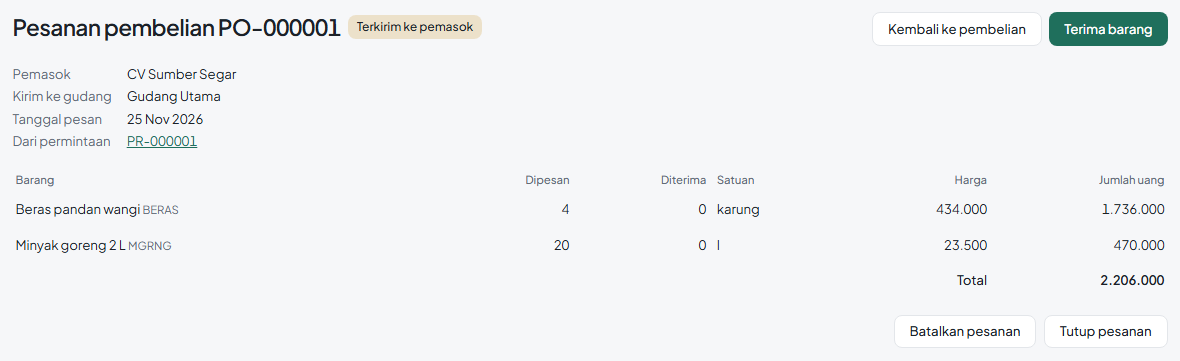 Pesanan pembelian PO-000001 Terkirim ke pemasok Kembali ke pembelian Terima barang
Pemasok CV Sumber Segar
Kirim ke gudang Gudang Utama
Tanggal pesan 25 Nov 2026
Dari permintaan PR-000001
Barang Dipesan Diterima Satuan Harga Jumlah uang
Beras pandan wangi BERAS 4 0 karung 434.000 1.736.000
Minyak goreng 2 L MGRNG 20 0 l 23.500 470.000
Total 2.206.000
Batalkan pesanan Tutup pesanan